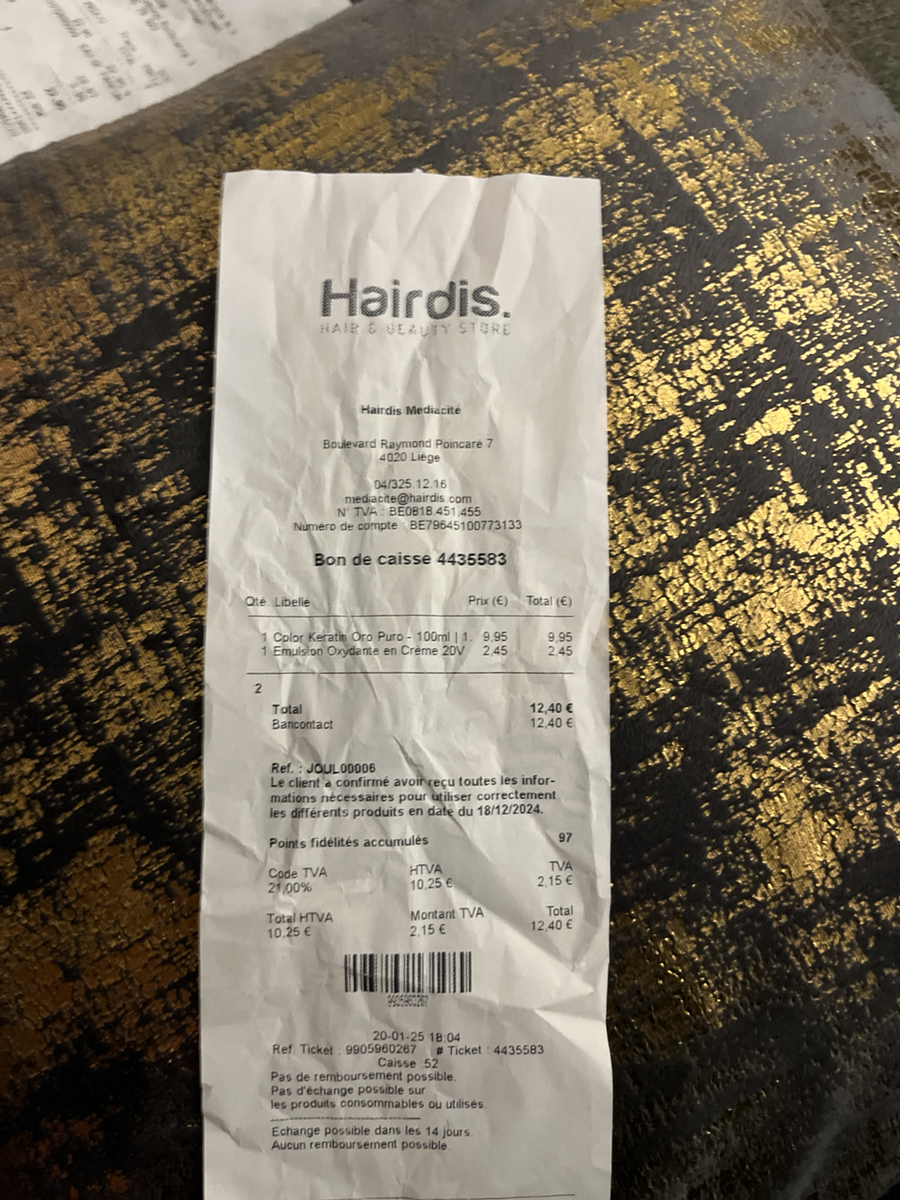 Hairdis.
HAIR & BEAUTY STORE
Hairdis Mediacité
Boulevard Raymond Poincaré 7
4020 Liège
04/325.12.16
mediacite@hairdis.com
N° TVA : BE0818.451.455
Numéro de compte : BE79645100773133
Bon de caisse 4435583
Qté Libellé Prix (€) Total (€)
1 Color Keratin Oro Puro - 100ml | 1. 9,95 9,95
1 Emulsion Oxydante en Crème 20V 2,45 2,45
2
Total 12,40 €
Bancontact 12,40 €
Ref. : JOUL00006
Le client a confirmé avoir reçu toutes les infor-
mations nécessaires pour utiliser correctement
les différents produits en date du 18/12/2024.
Points fidélités accumulés 97
Code TVA HTVA TVA
21,00% 10,25 € 2,15 €
Total HTVA Montant TVA Total
10,25 € 2,15 € 12,40 €
9905960267
20-01-25 18:04
Ref. Ticket : 9905960267 # Ticket : 4435583
Caisse 52
Pas de remboursement possible.
Pas d'échange possible sur
les produits consommables ou utilisés.
Echange possible dans les 14 jours.
Aucun remboursement possible.